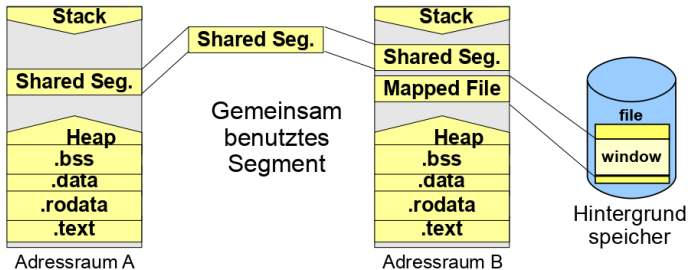 Stack
Shared Seg.
Heap
.bss
.data
.rodata
.text
Adressraum A
Shared Seg.
Gemeinsam
benutztes
Segment
Stack
Shared Seg.
Mapped File
Heap
.bss
.data
.rodata
.text
Adressraum B
file
window
Hintergrund
speicher